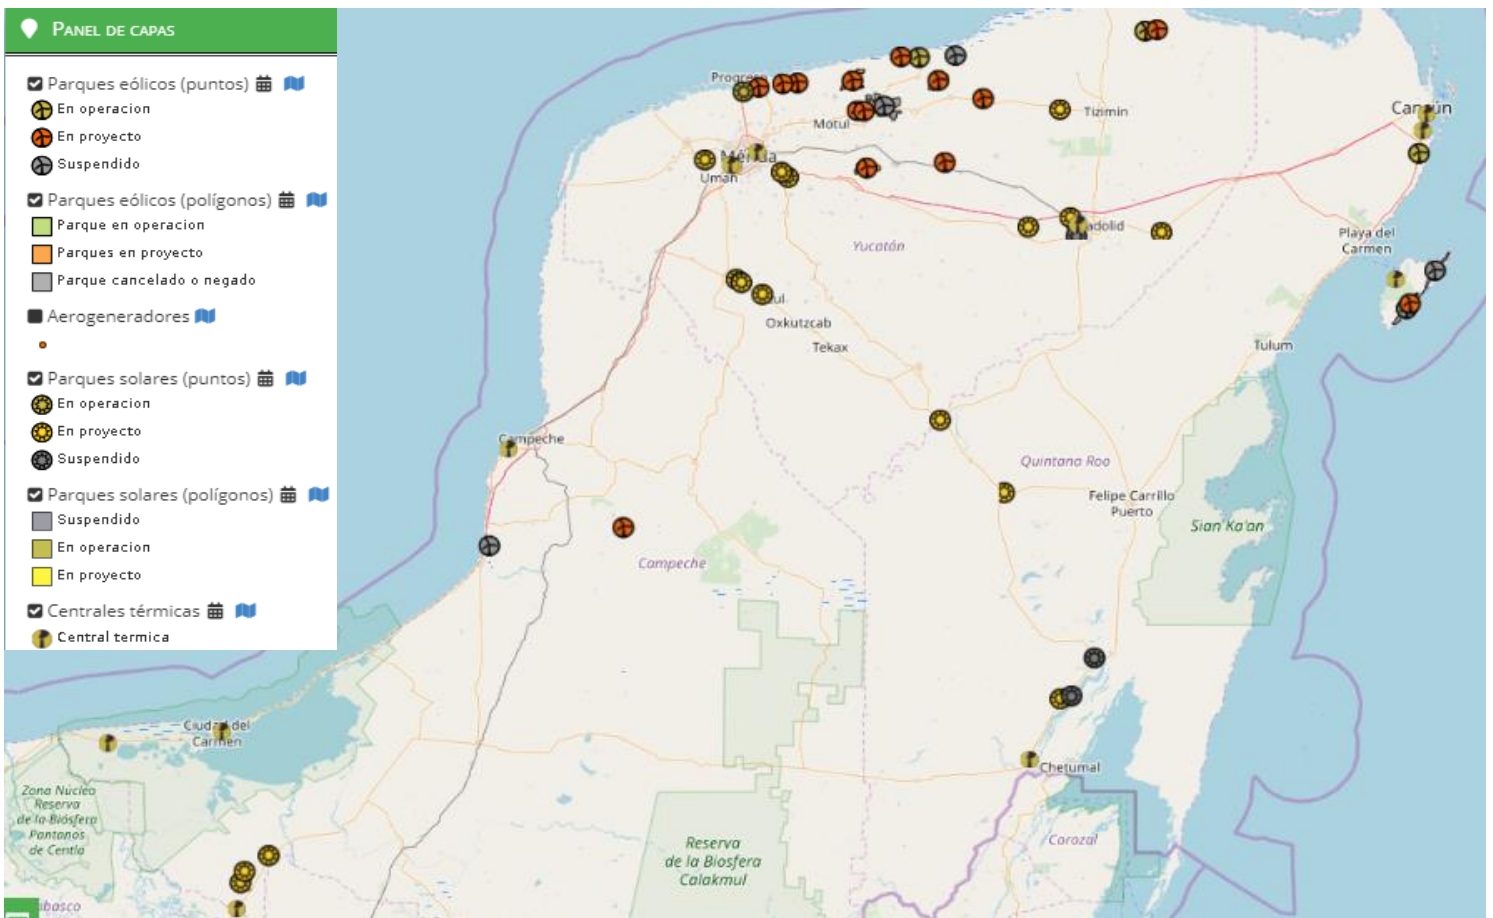 PANEL DE CAPAS
Parques eólicos (puntos)
En operacion
En proyecto
Suspendido
Parques eólicos (polígonos)
Parque en operacion
Parques en proyecto
Parque cancelado o negado
Aerogeneradores
Parques solares (puntos)
En operacion
En proyecto
Suspendido
Parques solares (polígonos)
Suspendido
En operacion
En proyecto
Centrales térmicas
Central termica
Motul
Tizimín
Uman
Yucatán
Playa del
Carmen
Oxkutzcab
Tekax
Tulum
Campeche
Quintana Roo
Felipe Carrillo
Puerto
Sian Ka'an
Campeche
Ciudad del
Carmen
Chetumal
Zona Núcleo
Reserva
de la Biósfera
Pantanos
de Centla
Reserva
de la Biosfera
Calakmul
Corozal